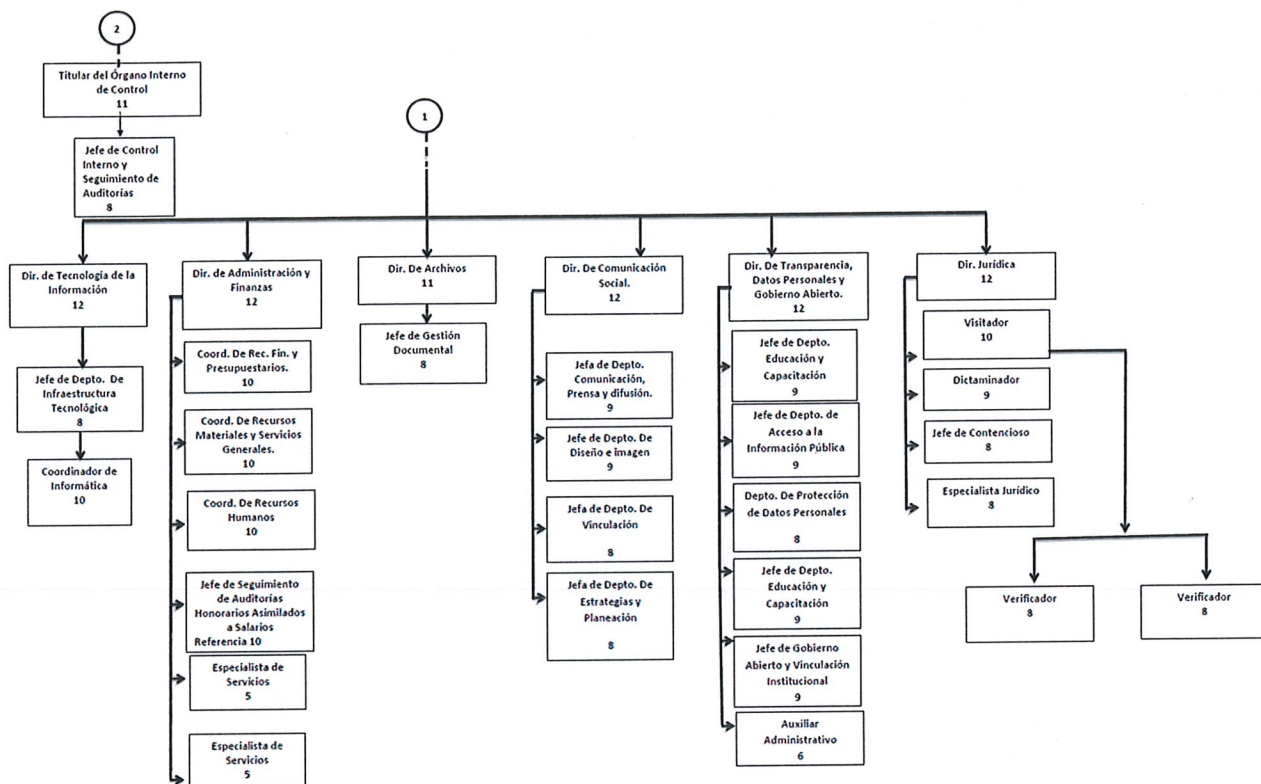 2
Titular del Órgano Interno
de Control
11
Jefe de Control
Interno y
Seguimiento de
Auditorías
8
1
Dir. de Tecnología de la
Información
12
Jefe de Depto. De
Infraestructura
Tecnológica
8
Coordinador de
Informática
10
Dir. de Administración y
Finanzas
12
Coord. De Rec. Fin. y
Presupuestarios.
10
Coord. De Recursos
Materiales y Servicios
Generales.
10
Coord. De Recursos
Humanos
10
Jefe de Seguimiento
de Auditorías
Honorarios Asimilados
a Salarios
Referencia 10
Especialista de
Servicios
5
Especialista de
Servicios
5
Dir. De Archivos
11
Jefe de Gestión
Documental
8
Dir. De Comunicación
Social.
12
Jefa de Depto.
Comunicación,
Prensa y difusión.
9
Jefe de Depto. De
Diseño e imagen
9
Jefa de Depto. De
Vinculación
8
Jefa de Depto. De
Estrategias y
Planeación
8
Dir. De Transparencia,
Datos Personales y
Gobierno Abierto.
12
Jefe de Depto.
Educación y
Capacitación
9
Jefe de Depto. de
Acceso a la
Información Pública
9
Depto. De Protección
de Datos Personales
8
Jefe de Depto.
Educación y
Capacitación
9
Jefe de Gobierno
Abierto y Vinculación
Institucional
9
Auxiliar
Administrativo
6
Dir. Jurídica
12
Visitador
10
Dictaminador
9
Jefe de Contencioso
8
Especialista Jurídico
8
Verificador
8
Verificador
8